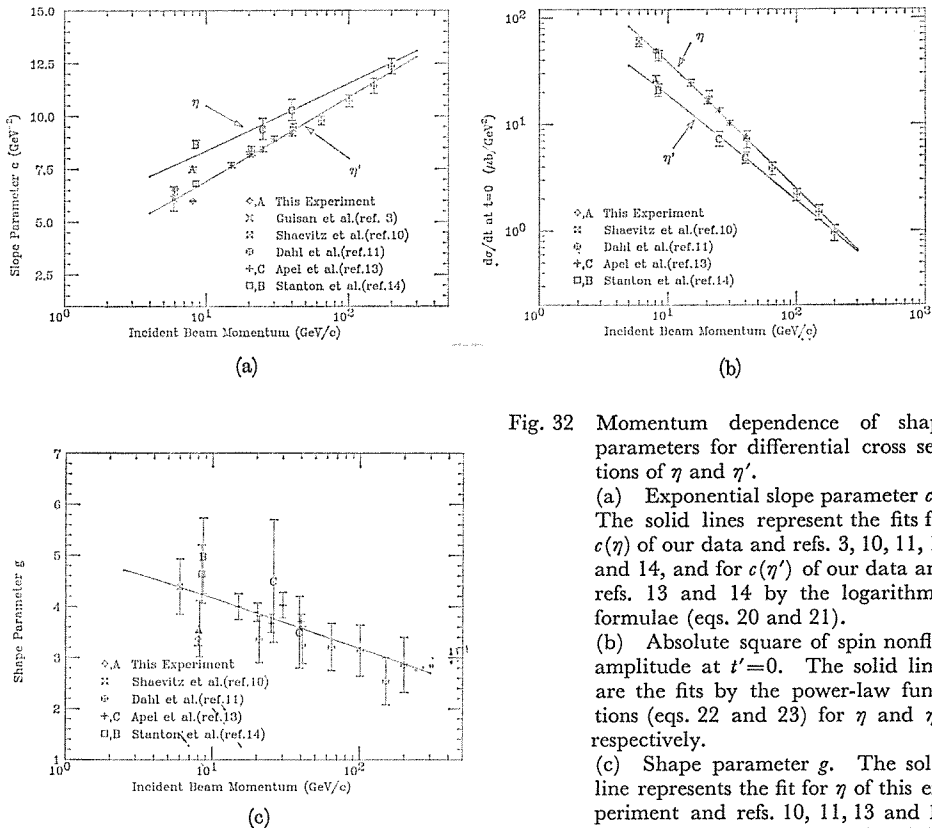 15.0
12.5
10.0
7.5
5.0
2.5
Slope Parameter c (GeV⁻²)
η
η′
B
A
◇,A This Experiment
× Guisan et al.(ref. 3)
Shaevitz et al.(ref.10)
Dahl et al.(ref.11)
+,C Apel et al.(ref.13)
□,B Stanton et al.(ref.14)
10⁰ 10¹ 10²
Incident Beam Momentum (GeV/c)
(a)
10²
10¹
10⁰
dσ/dt at t=0 (μb/GeV²)
η
η′
A
◇,A This Experiment
Shaevitz et al.(ref.10)
Dahl et al.(ref.11)
+,C Apel et al.(ref.13)
□,B Stanton et al.(ref.14)
10⁰ 10¹ 10² 10³
Incident Beam Momentum (GeV/c)
(b)
7
6
5
4
3
2
1
Shape Parameter g
B
C
A
◇,A This Experiment
Shaevitz et al.(ref.10)
Dahl et al.(ref.11)
+,C Apel et al.(ref.13)
□,B Stanton et al.(ref.14)
10⁰ 10¹ 10²
Incident Beam Momentum (GeV/c)
(c)
Fig. 32 Momentum dependence of shap
parameters for differential cross se
tions of η and η′.
(a) Exponential slope parameter c
The solid lines represent the fits f
c(η) of our data and refs. 3, 10, 11, 1
and 14, and for c(η′) of our data an
refs. 13 and 14 by the logarithm
formulae (eqs. 20 and 21).
(b) Absolute square of spin nonfl
amplitude at t′=0. The solid lin
are the fits by the power-law fun
tions (eqs. 22 and 23) for η and η
respectively.
(c) Shape parameter g. The sol
line represents the fit for η of this e
periment and refs. 10, 11, 13 and 1